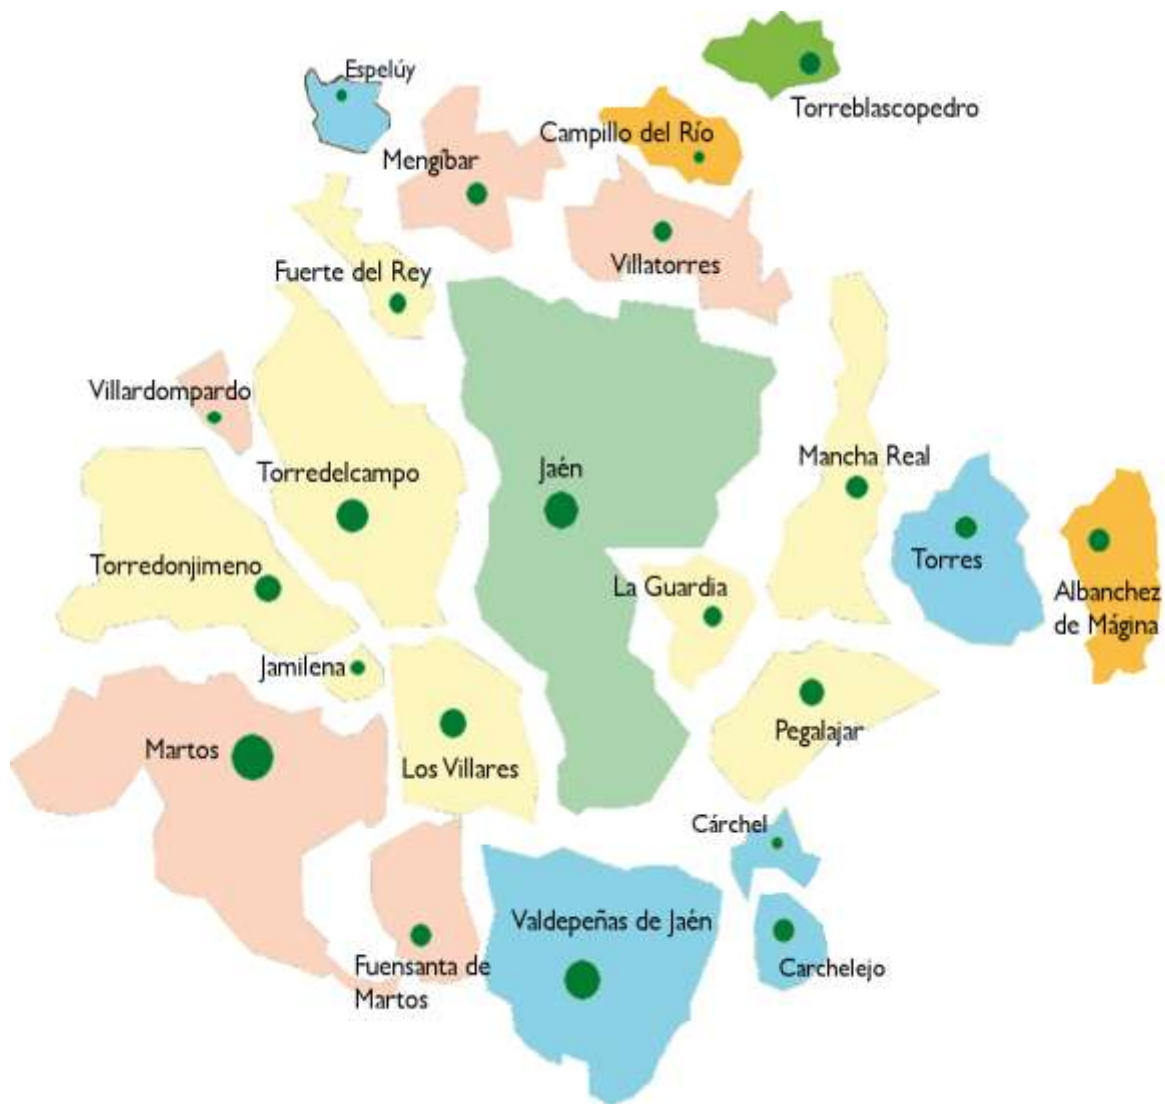 Espelúy
Torreblascopedro
Campillo del Río
Mengíbar
Villatorres
Fuerte del Rey
Villardompardo
Mancha Real
Jaén
Torredelcampo
Torres
Torredonjimeno
La Guardia
Albanchez
de Mágina
Jamilena
Pegalajar
Martos
Los Villares
Cárchel
Valdepeñas de Jaén
Fuensanta de
Martos
Carchelejo